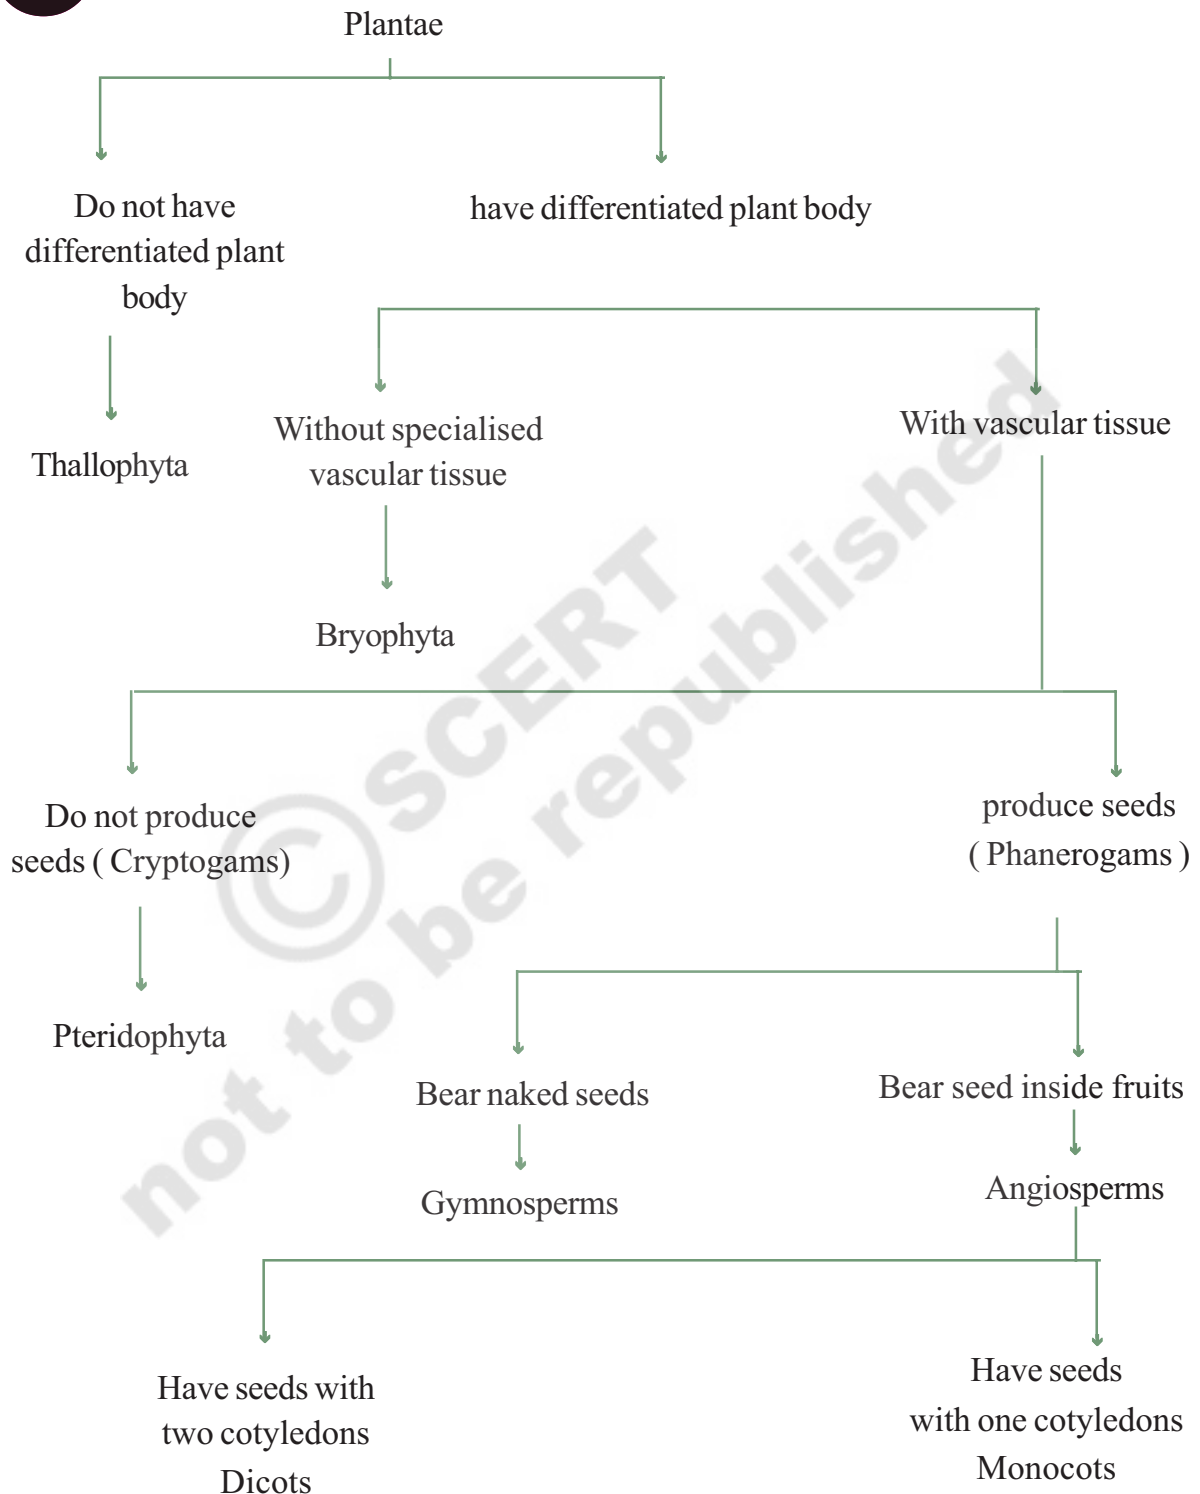 Plantae
Do not have
differentiated plant
body
have differentiated plant body
Thallophyta
Without specialised
vascular tissue
With vascular tissue
Bryophyta
Do not produce
seeds ( Cryptogams)
produce seeds
( Phanerogams )
Pteridophyta
Bear naked seeds
Bear seed inside fruits
Gymnosperms
Angiosperms
Have seeds with
two cotyledons
Dicots
Have seeds
with one cotyledons
Monocots
© SCERT
not to be republished